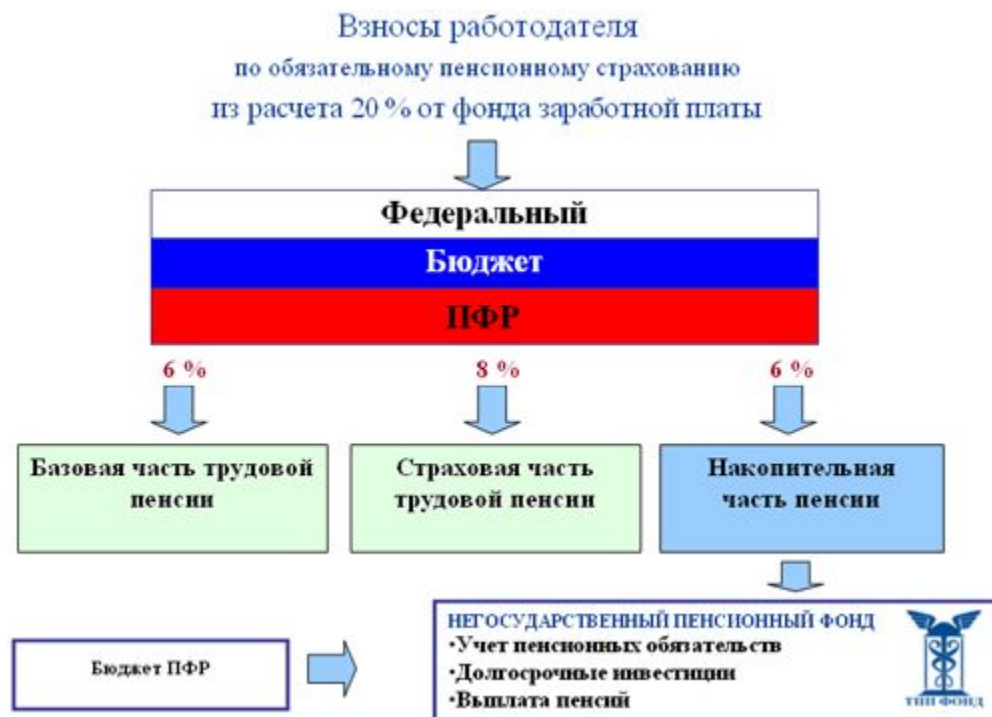 Взносы работодателя
по обязательному пенсионному страхованию
из расчета 20 % от фонда заработной платы
Федеральный
Бюджет
ПФР
6 %
8 %
6 %
Базовая часть трудовой
пенсии
Страховая часть
трудовой пенсии
Накопительная
часть пенсии
Бюджет ПФР
НЕГОСУДАРСТВЕННЫЙ ПЕНСИОННЫЙ ФОНД
•Учет пенсионных обязательств
•Долгосрочные инвестиции
•Выплата пенсий
ТПП ФОНД